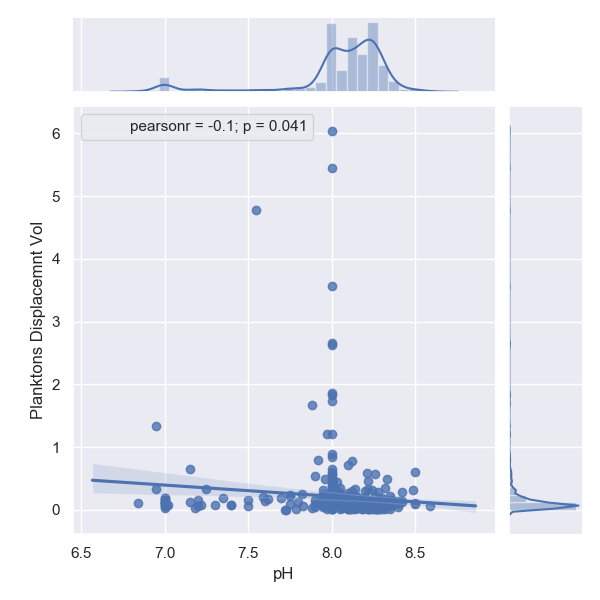 pearsonr = -0.1; p = 0.041
6
5
4
3
2
1
0
Planktons Displacemnt Vol
6.5 7.0 7.5 8.0 8.5
pH